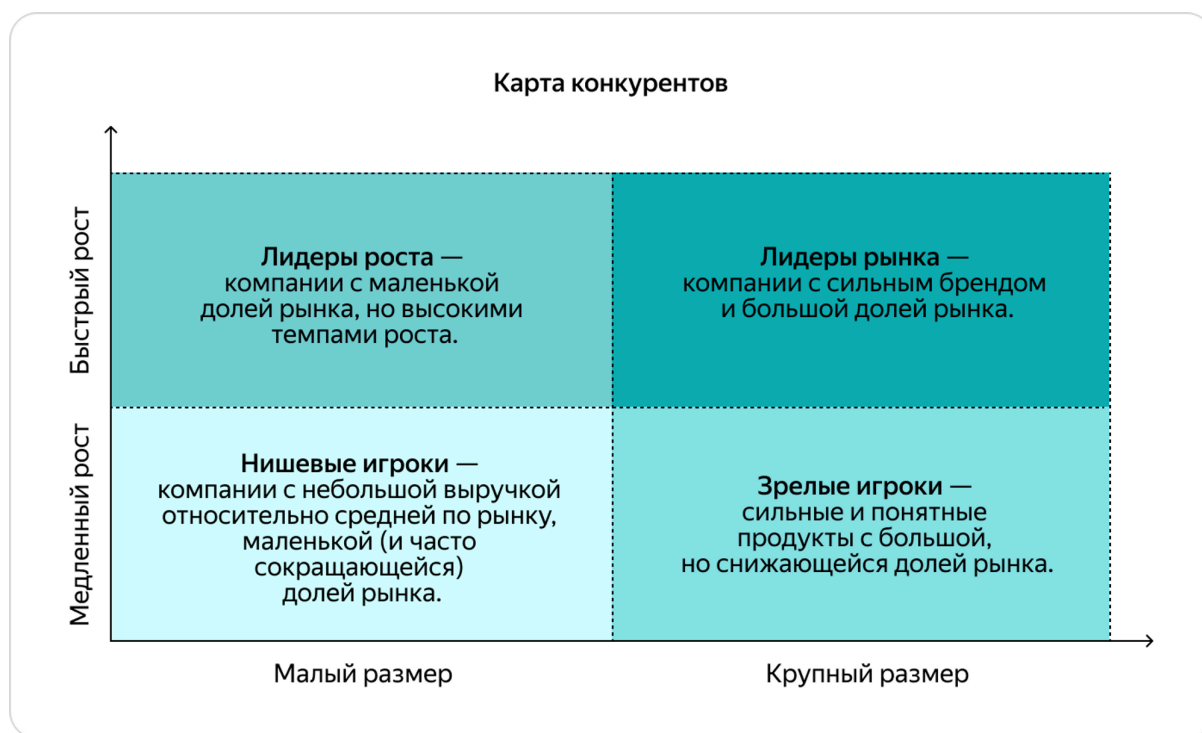 Карта конкурентов
Быстрый рост
Лидеры роста —
компании с маленькой
долей рынка, но высокими
темпами роста.
Лидеры рынка —
компании с сильным брендом
и большой долей рынка.
Медленный рост
Нишевые игроки —
компании с небольшой выручкой
относительно средней по рынку,
маленькой (и часто
сокращающейся)
долей рынка.
Зрелые игроки —
сильные и понятные
продукты с большой,
но снижающейся долей рынка.
Малый размер
Крупный размер